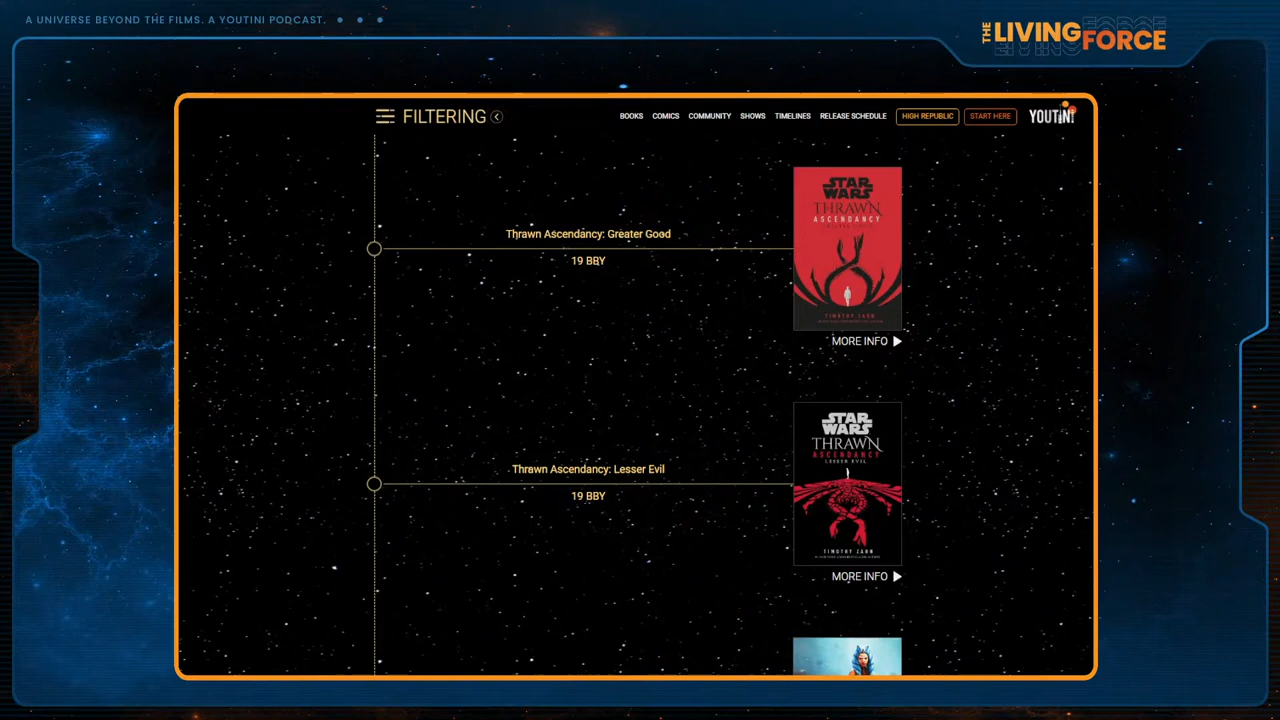 A UNIVERSE BEYOND THE FILMS. A YOUTINI PODCAST.
THE LIVING FORCE
FILTERING
BOOKS COMICS COMMUNITY SHOWS TIMELINES RELEASE SCHEDULE HIGH REPUBLIC START HERE YOUTINI
STAR
WARS
THRAWN
ASCENDANCY
Thrawn Ascendancy: Greater Good
19 BBY
TIMOTHY ZAHN
MORE INFO
STAR
WARS
THRAWN
ASCENDANCY
LESSER EVIL
Thrawn Ascendancy: Lesser Evil
19 BBY
TIMOTHY ZAHN
MORE INFO